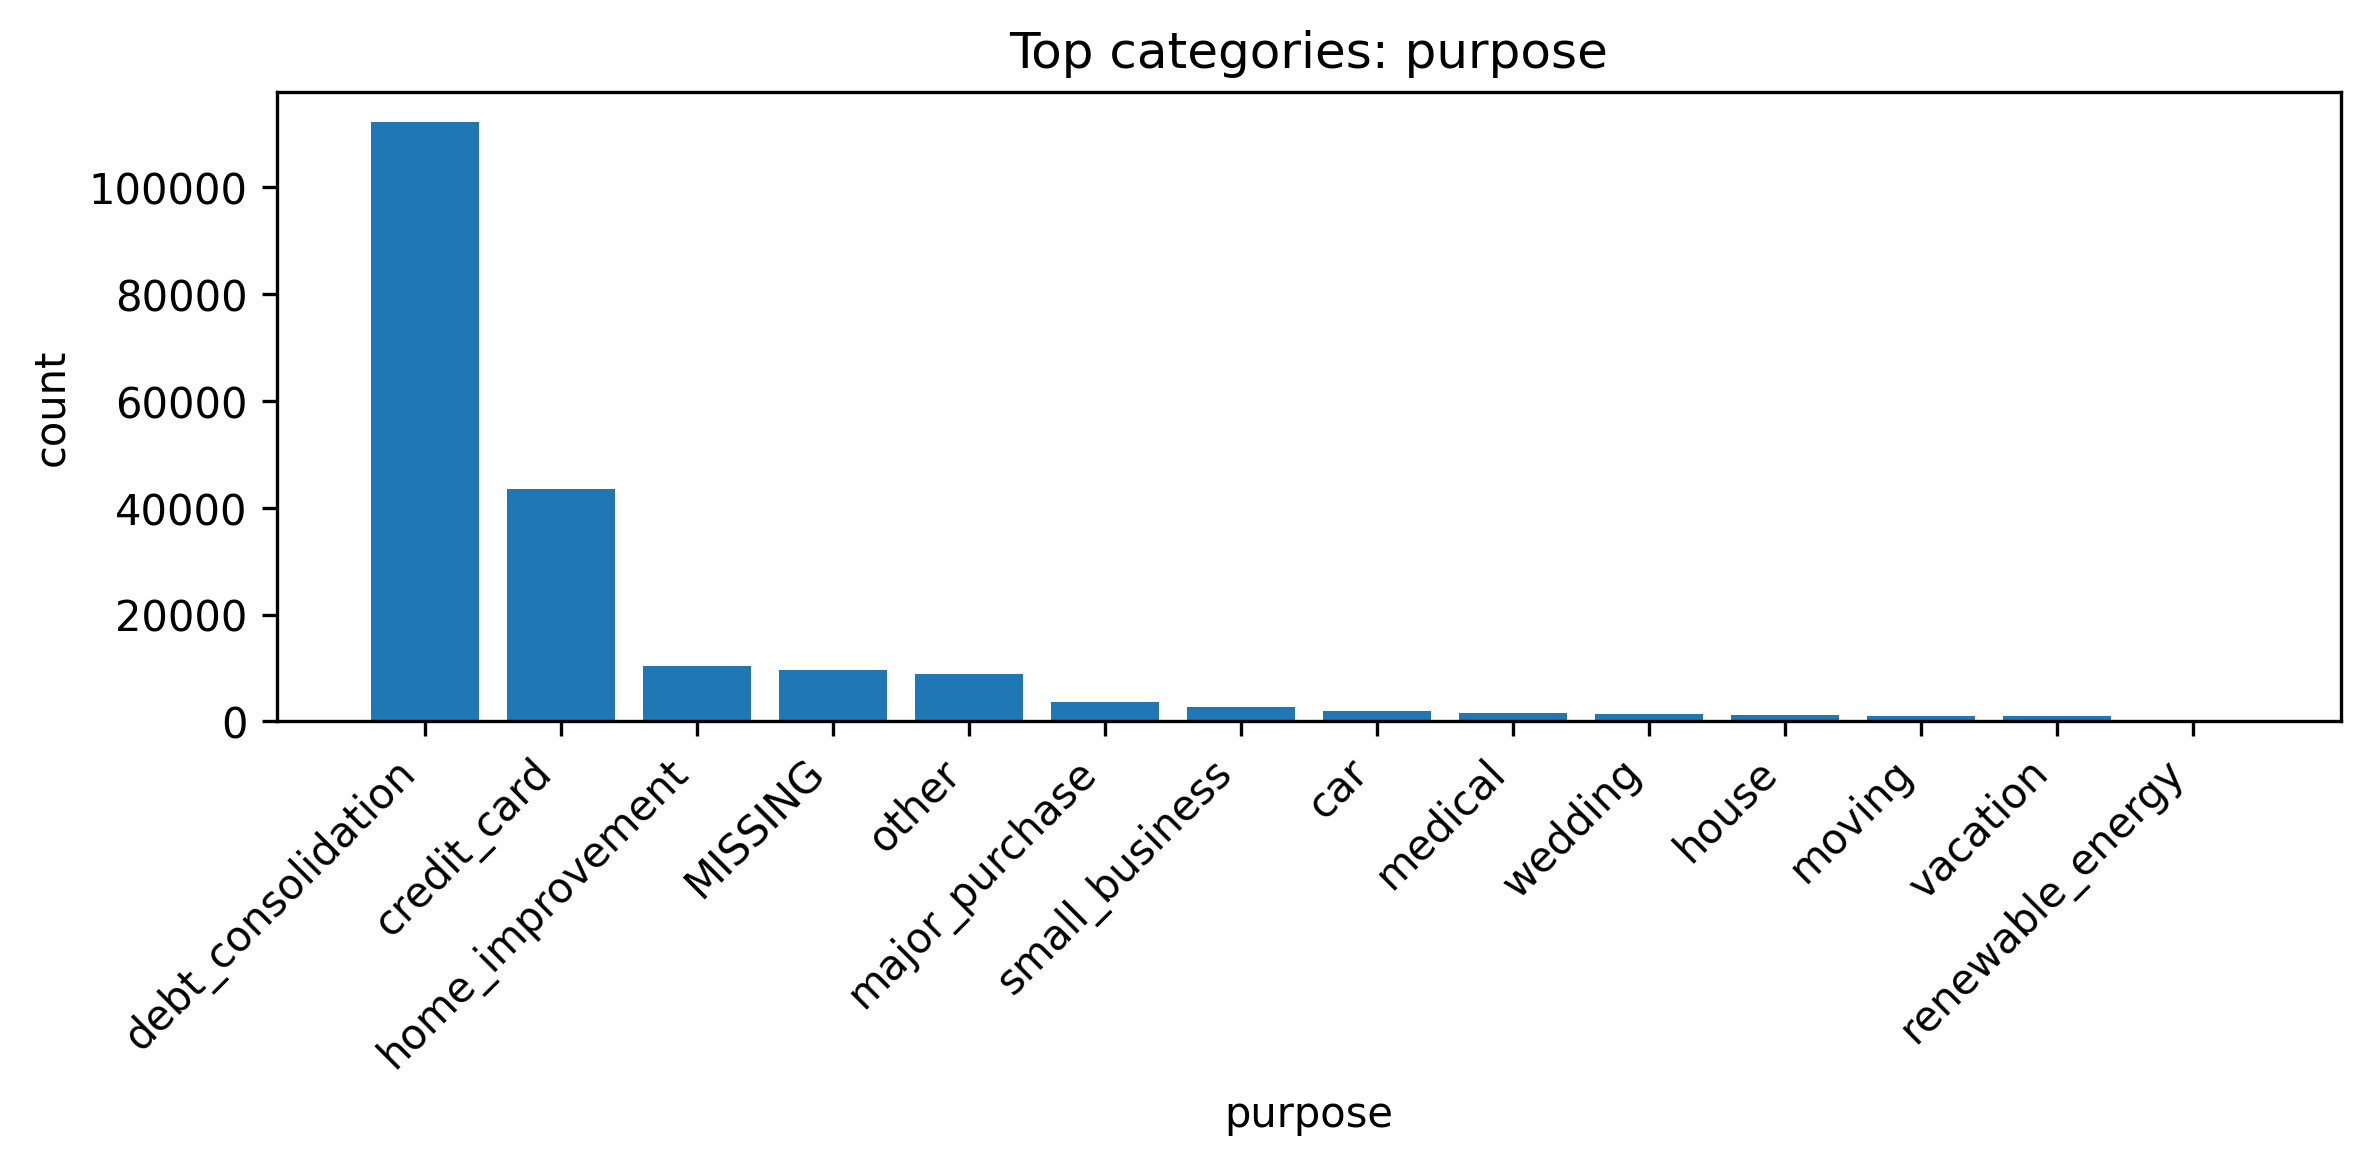 Top categories: purpose
100000
80000
60000
40000
20000
0
count
debt_consolidation
credit_card
home_improvement
MISSING
other
major_purchase
small_business
car
medical
wedding
house
moving
vacation
renewable_energy
purpose